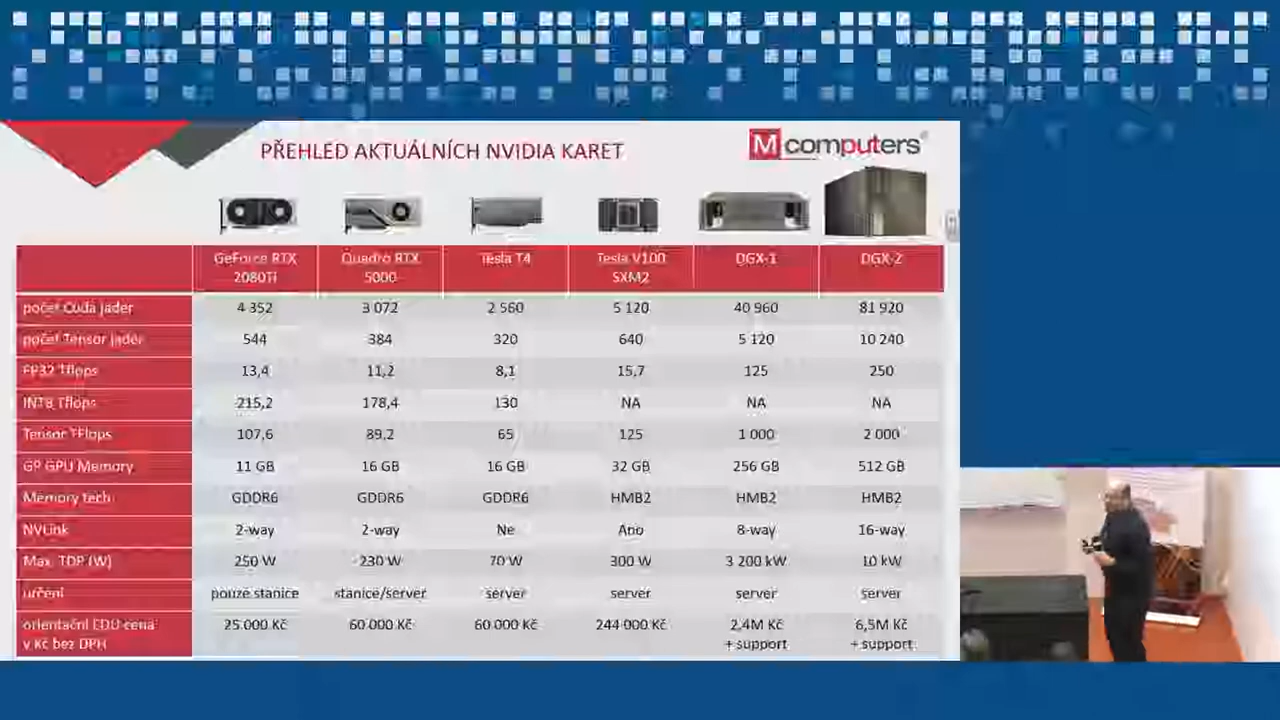 PŘEHLED AKTUÁLNÍCH NVIDIA KARET
M computers®
GeForce RTX 2080Ti Quadro RTX 5000 Tesla T4 Tesla V100 SXM2 DGX-1 DGX-2
počet Cuda jader 4 352 3 072 2 560 5 120 40 960 81 920
počet Tensor jader 544 384 320 640 5 120 10 240
FP32 Tflops 13,4 11,2 8,1 15,7 125 250
INT8 Tflops 215,2 178,4 130 NA NA NA
Tensor TFlops 107,6 89,2 65 125 1 000 2 000
GP GPU Memory 11 GB 16 GB 16 GB 32 GB 256 GB 512 GB
Memory tech GDDR6 GDDR6 GDDR6 HMB2 HMB2 HMB2
NVLink 2-way 2-way Ne Ano 8-way 16-way
Max. TDP (W) 250 W 230 W 70 W 300 W 3 200 kW 10 kW
určení pouze stanice stanice/server server server server server
orientační EDU cena v Kč bez DPH 25 000 Kč 60 000 Kč 60 000 Kč 244 000 Kč 2,4M Kč + support 6,5M Kč + support